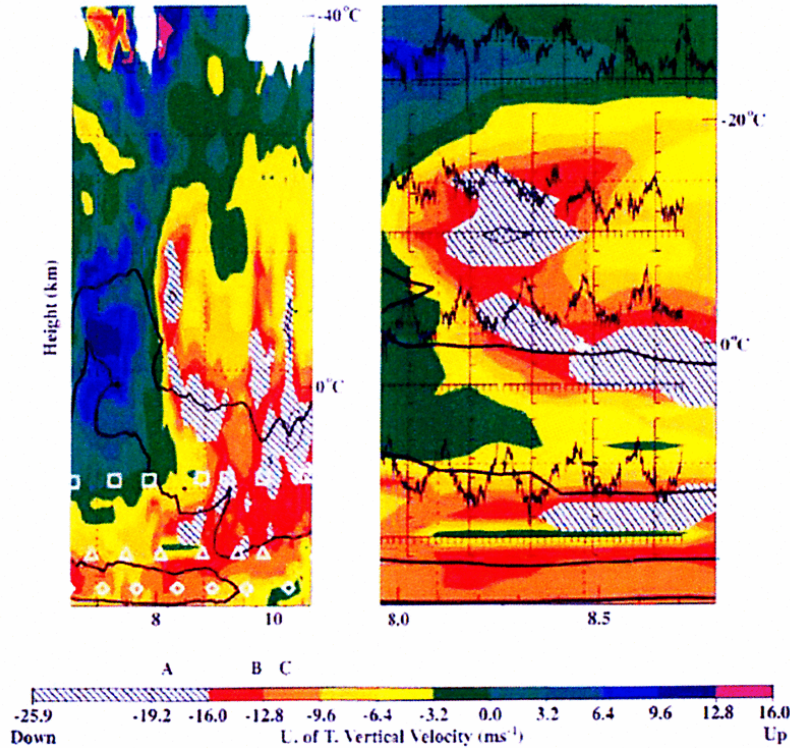 -40°C
-20°C
Height (km)
0°C
0°C
8 10 8.0 8.5
A B C
-25.9 -19.2 -16.0 -12.8 -9.6 -6.4 -3.2 0.0 3.2 6.4 9.6 12.8 16.0
Down U. of T. Vertical Velocity (ms⁻¹) Up